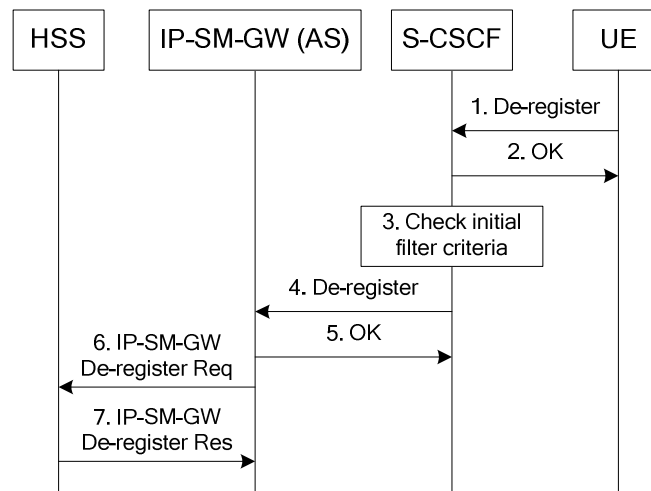 HSS
IP-SM-GW (AS)
S-CSCF
UE
1. De-register
2. OK
3. Check initial
filter criteria
4. De-register
5. OK
6. IP-SM-GW
De-register Req
7. IP-SM-GW
De-register Res